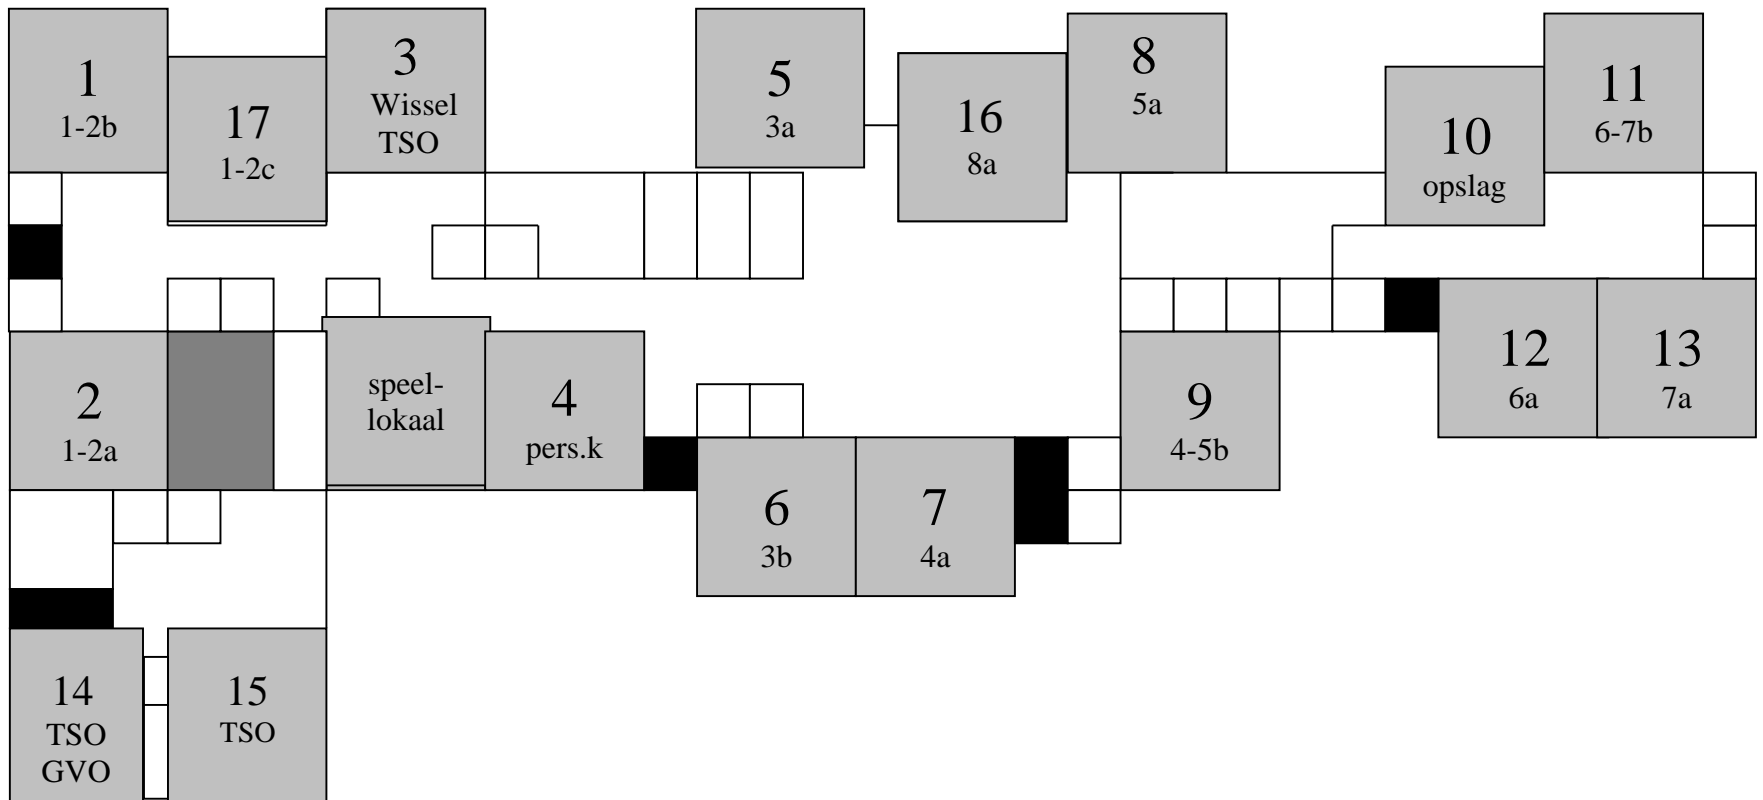 1
1-2b
17
1-2c
3
Wissel
TSO
5
3a
16
8a
8
5a
10
opslag
11
6-7b
2
1-2a
speel-
lokaal
4
pers.k
6
3b
7
4a
9
4-5b
12
6a
13
7a
14
TSO
GVO
15
TSO